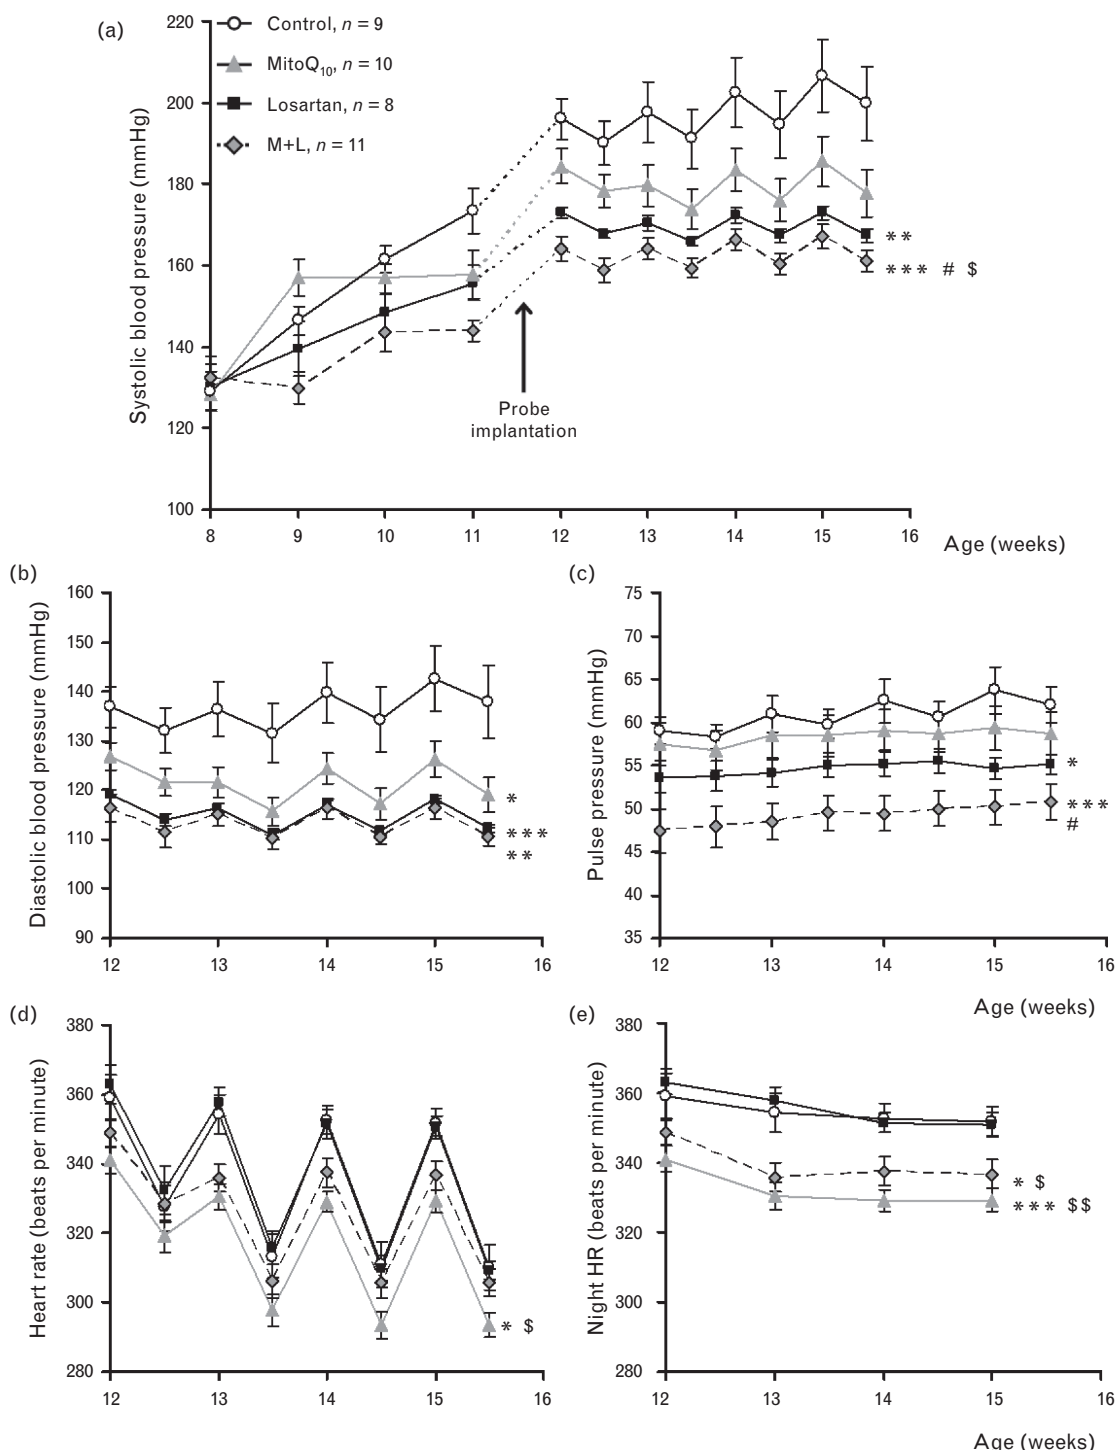 (a)
220
200
180
160
140
120
100
Systolic blood pressure (mmHg)
Control, n = 9
MitoQ10, n = 10
Losartan, n = 8
M+L, n = 11
**
*** # $
Probe
implantation
8 9 10 11 12 13 14 15 16
Age (weeks)
(b)
160
150
140
130
120
110
100
90
Diastolic blood pressure (mmHg)
*
***
**
12 13 14 15 16
(c)
75
70
65
60
55
50
45
40
35
Pulse pressure (mmHg)
*
***
#
12 13 14 15 16
Age (weeks)
(d)
380
360
340
320
300
280
Heart rate (beats per minute)
* $
12 13 14 15 16
(e)
380
360
340
320
300
280
Night HR (beats per minute)
* $
*** $$
12 13 14 15 16
Age (weeks)